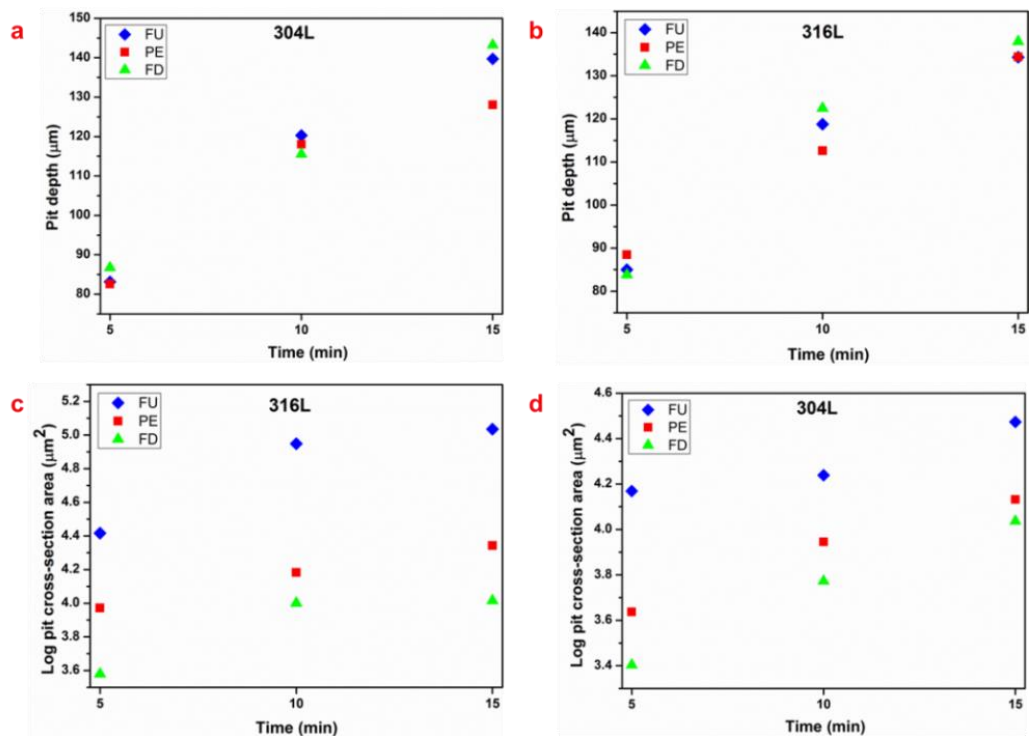 a
304L
FU
PE
FD
150
140
130
120
110
100
90
80
Pit depth (μm)
5 10 15
Time (min)
b
316L
FU
PE
FD
140
130
120
110
100
90
80
Pit depth (μm)
5 10 15
Time (min)
c
316L
FU
PE
FD
5.2
5.0
4.8
4.6
4.4
4.2
4.0
3.8
3.6
Log pit cross-section area (μm²)
5 10 15
Time (min)
d
304L
FU
PE
FD
4.6
4.4
4.2
4.0
3.8
3.6
3.4
Log pit cross-section area (μm²)
5 10 15
Time (min)